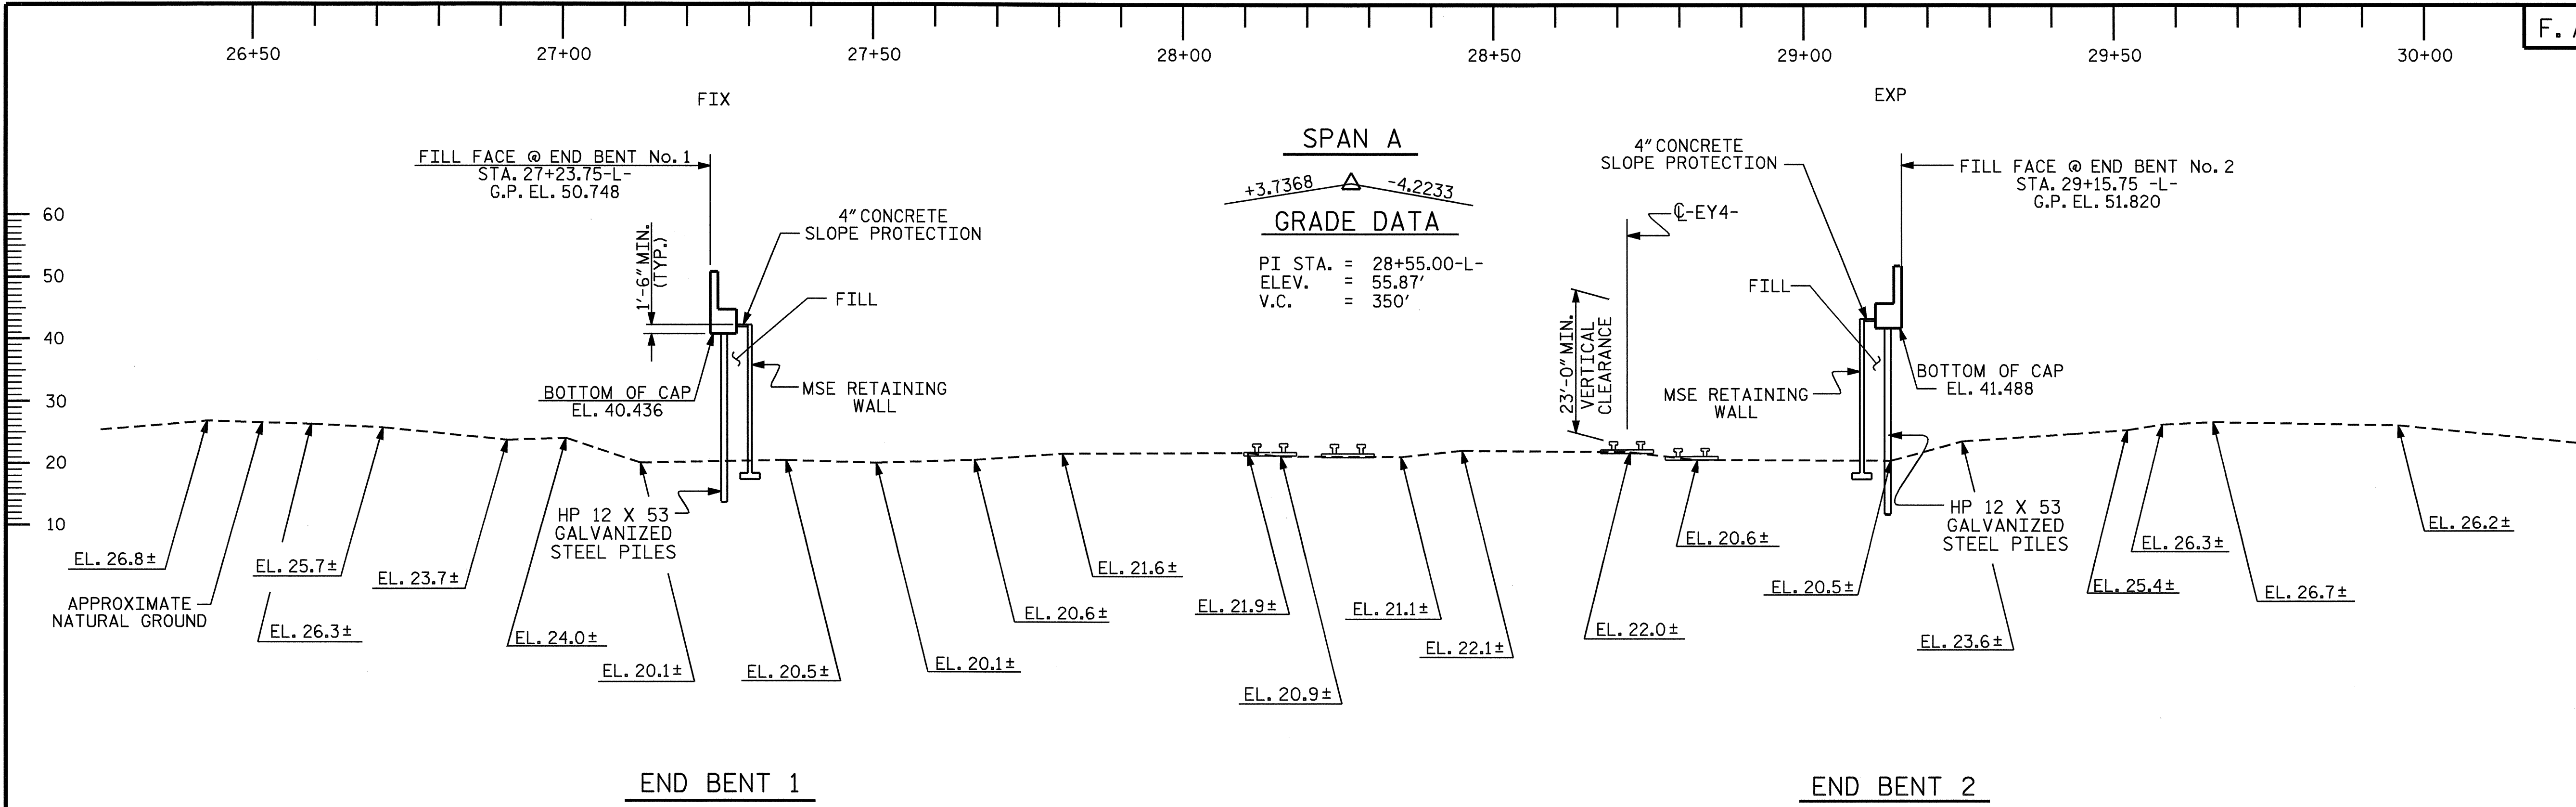 26+50 27+00 27+50 28+00 28+50 29+00 29+50 30+00
F. A
FIX
EXP
SPAN A
+3.7368 -4.2233
GRADE DATA
PI STA. = 28+55.00-L-
ELEV. = 55.87'
V.C. = 350'
FILL FACE @ END BENT No. 1
STA. 27+23.75-L-
G.P. EL. 50.748
4" CONCRETE
SLOPE PROTECTION
1'-6" MIN.
(TYP.)
FILL
BOTTOM OF CAP
EL. 40.436
MSE RETAINING
WALL
60
50
40
30
20
10
℄-EY4-
23'-0" MIN.
VERTICAL
CLEARANCE
4" CONCRETE
SLOPE PROTECTION
FILL FACE @ END BENT No. 2
STA. 29+15.75 -L-
G.P. EL. 51.820
FILL
MSE RETAINING
WALL
BOTTOM OF CAP
EL. 41.488
HP 12 X 53
GALVANIZED
STEEL PILES
HP 12 X 53
GALVANIZED
STEEL PILES
EL. 26.8±
APPROXIMATE
NATURAL GROUND
EL. 25.7±
EL. 26.3±
EL. 23.7±
EL. 24.0±
EL. 20.1±
EL. 20.5±
EL. 20.1±
EL. 20.6±
EL. 21.6±
EL. 21.9±
EL. 20.9±
EL. 21.1±
EL. 22.1±
EL. 22.0±
EL. 20.6±
EL. 20.5±
EL. 23.6±
EL. 25.4±
EL. 26.3±
EL. 26.7±
EL. 26.2±
END BENT 1
END BENT 2